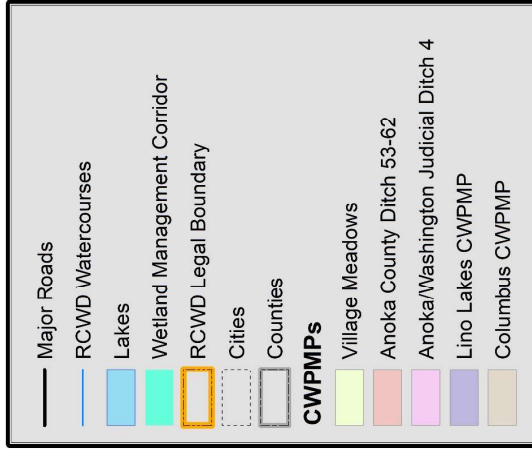 Major Roads
RCWD Watercourses
Lakes
Wetland Management Corridor
RCWD Legal Boundary
Cities
Counties
CWPMPs
Village Meadows
Anoka County Ditch 53-62
Anoka/Washington Judicial Ditch 4
Lino Lakes CWPMP
Columbus CWPMP